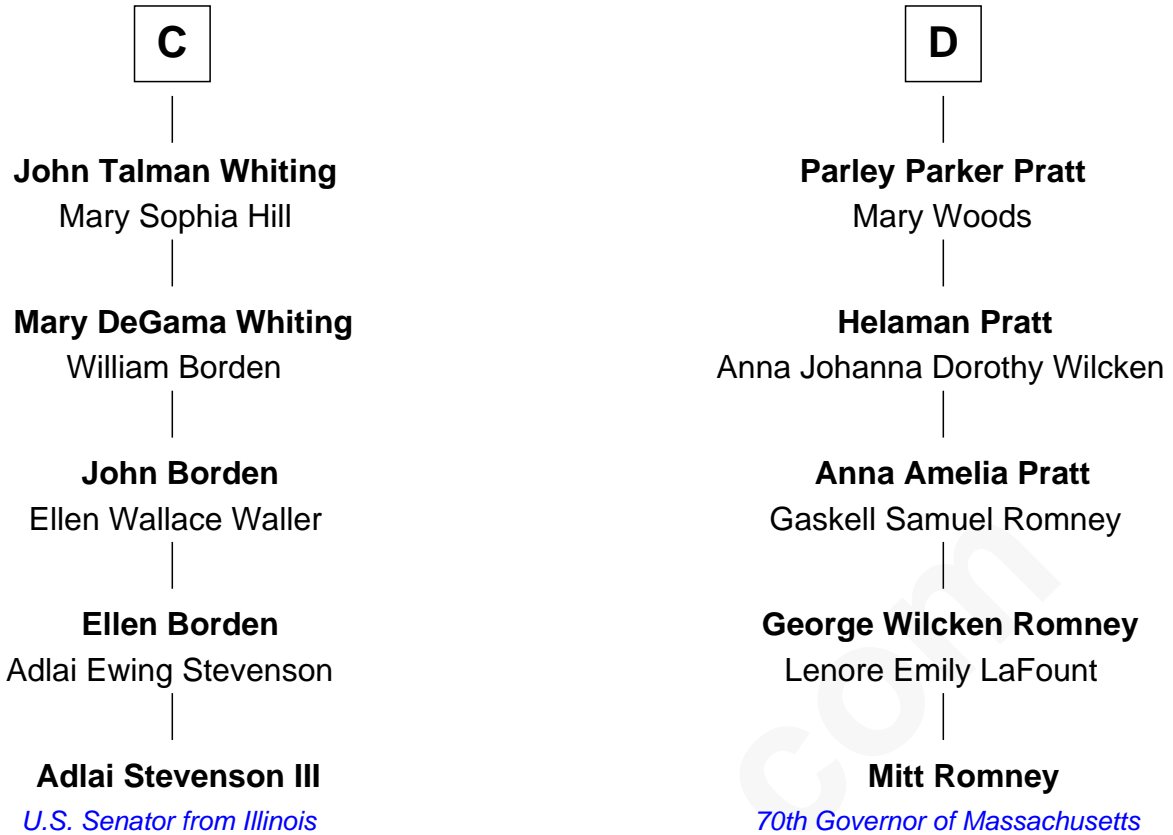 C
John Talman Whiting
Mary Sophia Hill
Mary DeGama Whiting
William Borden
John Borden
Ellen Wallace Waller
Ellen Borden
Adlai Ewing Stevenson
Adlai Stevenson III
U.S. Senator from Illinois
D
Parley Parker Pratt
Mary Woods
Helaman Pratt
Anna Johanna Dorothy Wilcken
Anna Amelia Pratt
Gaskell Samuel Romney
George Wilcken Romney
Lenore Emily LaFount
Mitt Romney
70th Governor of Massachusetts
com